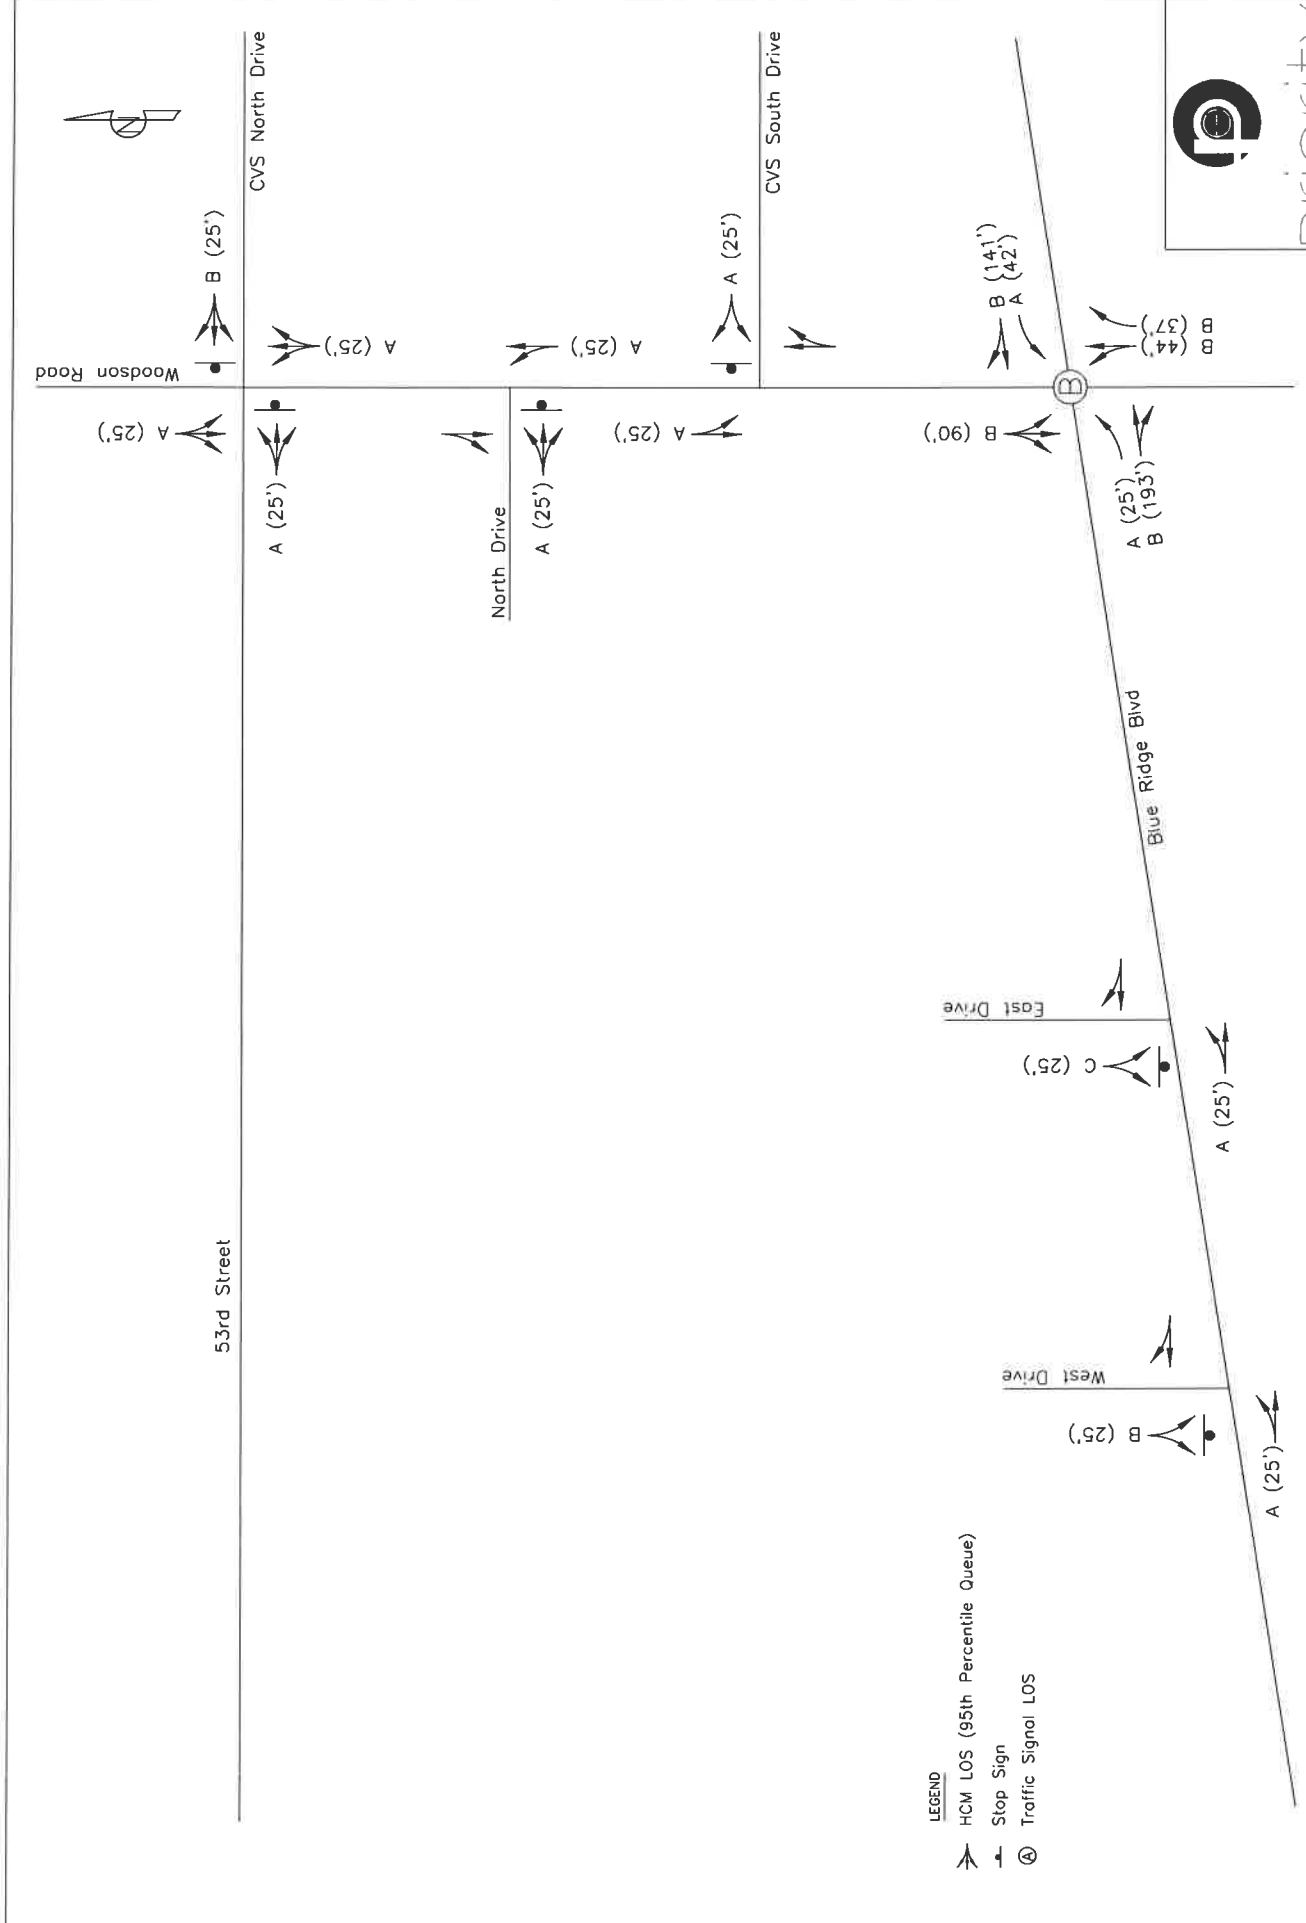 Woodson Road
CVS North Drive
B (25')
A (25')
A (25')
A (25')
53rd Street
North Drive
A (25')
A (25')
A (25')
A (25')
CVS South Drive
B (90')
B (141')
A (42')
B
A (25')
B (193')
B (44')
B (37')
Blue Ridge Blvd
East Drive
C (25')
A (25')
West Drive
B (25')
A (25')
LEGEND
HCM LOS (95th Percentile Queue)
Stop Sign
A Traffic Signal LOS